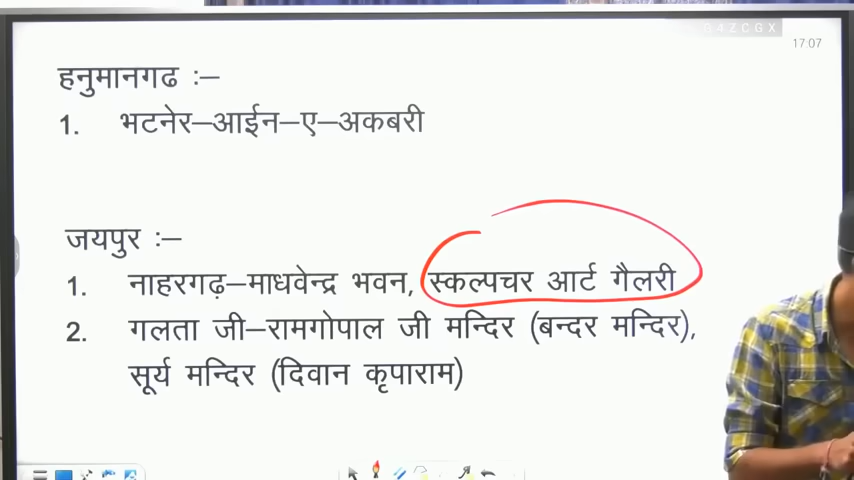 G4ZCGX
17:07
हनुमानगढ :–
1. भटनेर–आईन–ए–अकबरी
जयपुर :–
1. नाहरगढ़–माधवेन्द्र भवन, स्कल्पचर आर्ट गैलरी
2. गलता जी–रामगोपाल जी मन्दिर (बन्दर मन्दिर),
सूर्य मन्दिर (दिवान कृपाराम)